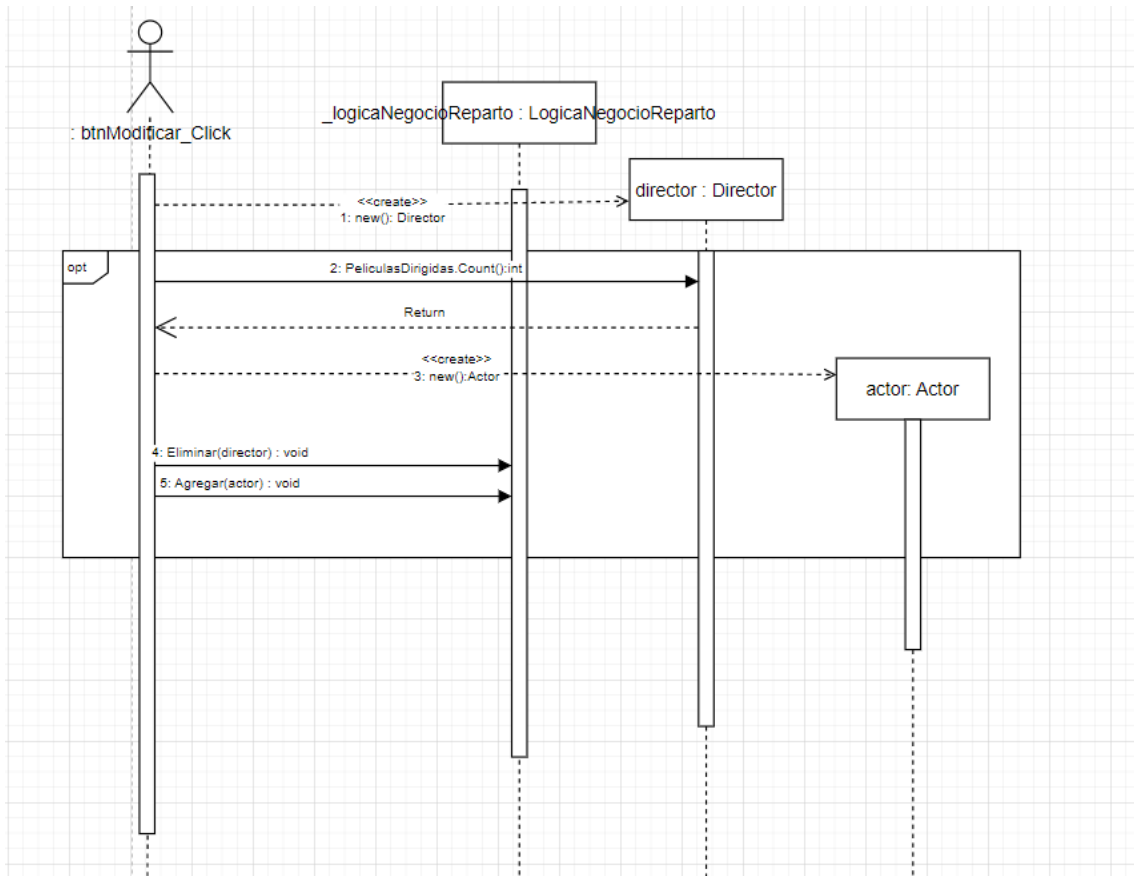 _logicaNegocioReparto : LogicaNegocioReparto
: btnModificar_Click
director : Director
<<create>>
1: new(): Director
opt
2: PeliculasDirigidas.Count():int
Return
<<create>>
3: new():Actor
actor: Actor
4: Eliminar(director) : void
5: Agregar(actor) : void